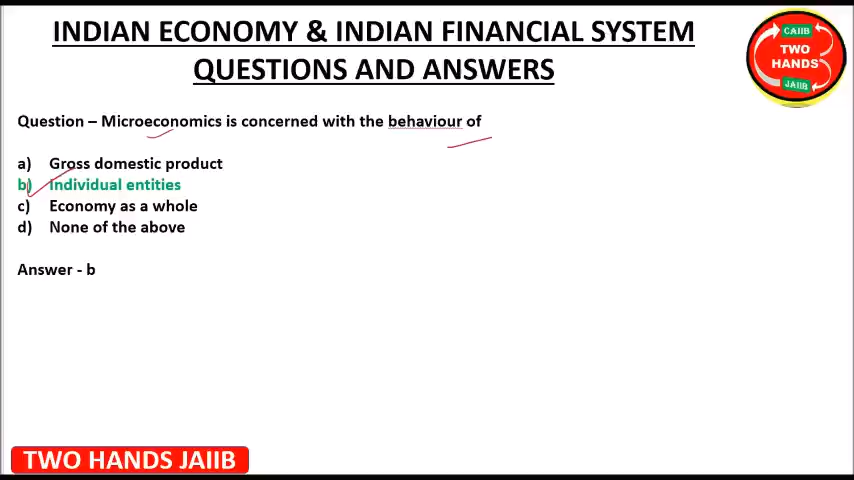 INDIAN ECONOMY & INDIAN FINANCIAL SYSTEM
QUESTIONS AND ANSWERS
CAIIB
TWO
HANDS
JAIIB
Question – Microeconomics is concerned with the behaviour of
a) Gross domestic product
b) Individual entities
c) Economy as a whole
d) None of the above
Answer - b
TWO HANDS JAIIB